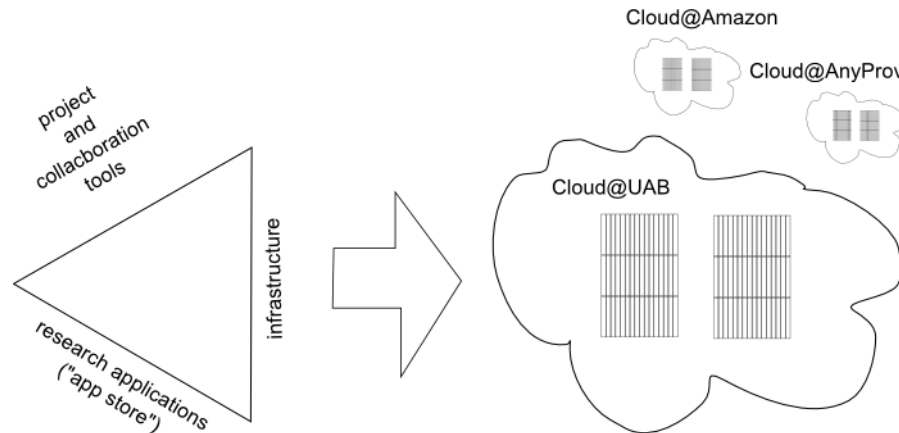 project
and
collacboration
tools
infrastructure
research applications
("app store")
Cloud@Amazon
Cloud@AnyProv
Cloud@UAB